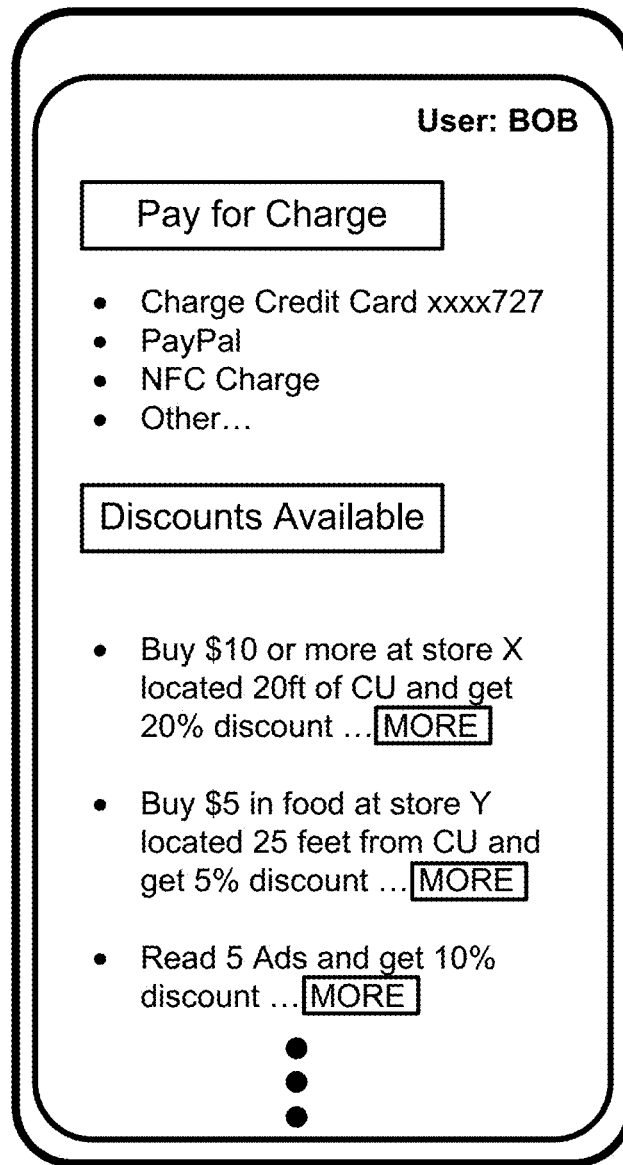 User: BOB
Pay for Charge
• Charge Credit Card xxxx727
• PayPal
• NFC Charge
• Other…
Discounts Available
• Buy $10 or more at store X
located 20ft of CU and get
20% discount …MORE
• Buy $5 in food at store Y
located 25 feet from CU and
get 5% discount …MORE
• Read 5 Ads and get 10%
discount …MORE